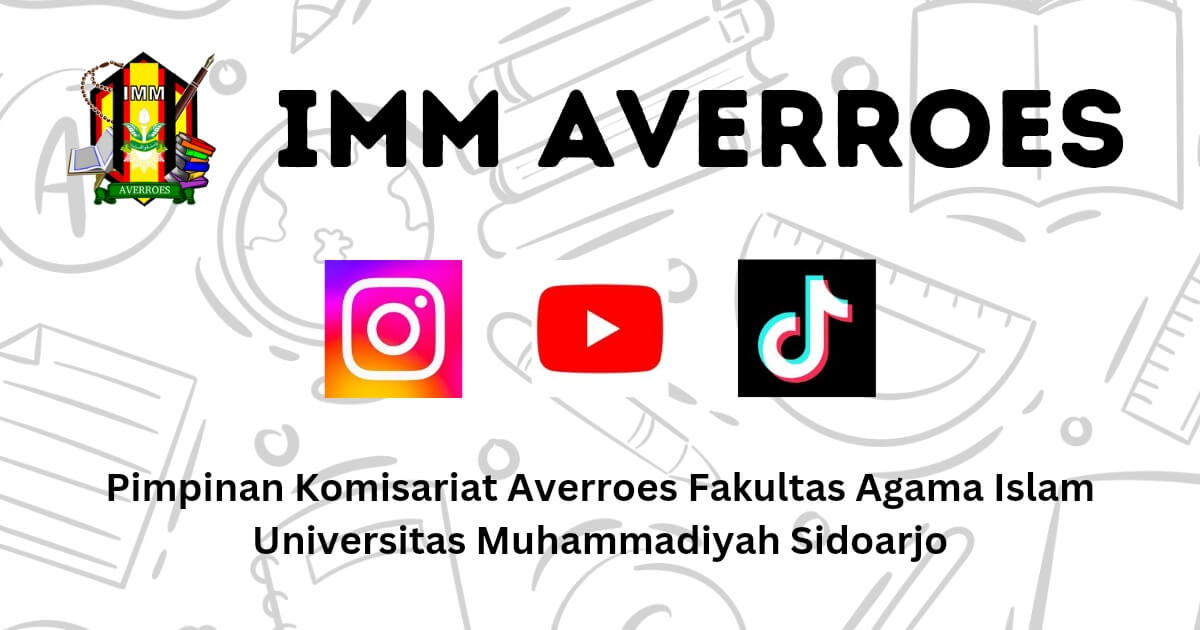 IMM
AVERROES
IMM AVERROES
Pimpinan Komisariat Averroes Fakultas Agama Islam
Universitas Muhammadiyah Sidoarjo